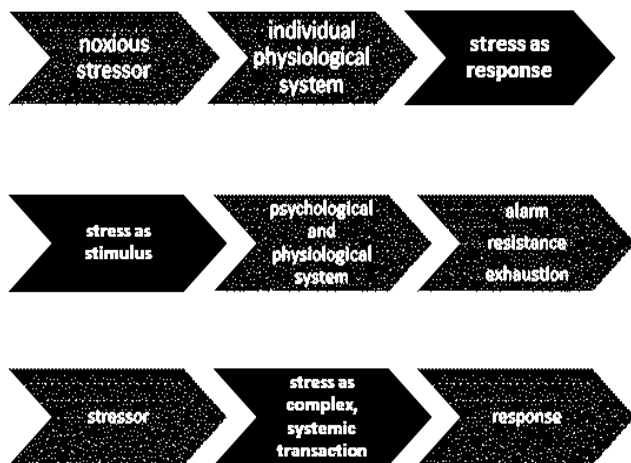 noxious
stressor
individual
physiological
system
stress as
response
stress as
stimulus
psychological
and
physiological
system
alarm
resistance
exhaustion
stressor
stress as
complex,
systemic
transaction
response